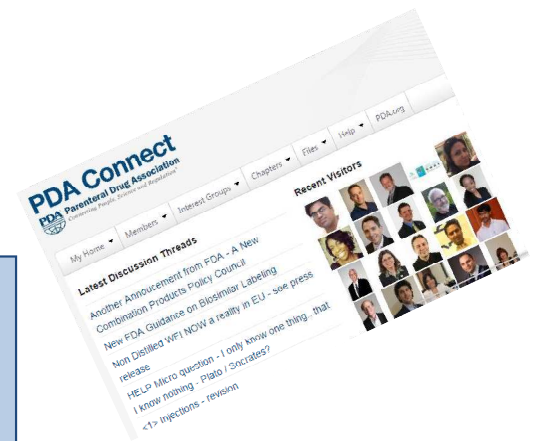 PDA Connect
PDA Parenteral Drug Association
Connecting People, Science and Regulation®
My Home
Members
Interest Groups
Chapters
Files
Help
PDA.org
Latest Discussion Threads
Recent Visitors
Another Annoucement from FDA - A New
Combination Products Policy Council
New FDA Guidance on Biosimilar Labeling
Non Distilled WFI NOW a reality in EU - see press
release
HELP Micro question - I only know one thing.. that
I know nothing - Plato / Socrates?
<1> Injections - revision